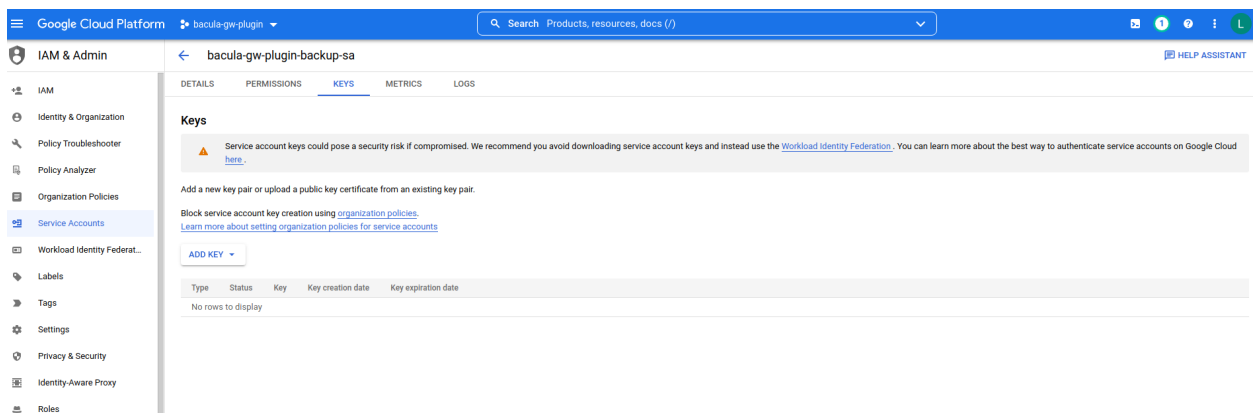 Google Cloud Platform
bacula-gw-plugin
Search Products, resources, docs (/)
1
L
IAM & Admin
bacula-gw-plugin-backup-sa
HELP ASSISTANT
IAM
Identity & Organization
Policy Troubleshooter
Policy Analyzer
Organization Policies
Service Accounts
Workload Identity Federat...
Labels
Tags
Settings
Privacy & Security
Identity-Aware Proxy
Roles
DETAILS PERMISSIONS KEYS METRICS LOGS
Keys
Service account keys could pose a security risk if compromised. We recommend you avoid downloading service account keys and instead use the Workload Identity Federation . You can learn more about the best way to authenticate service accounts on Google Cloud
here .
Add a new key pair or upload a public key certificate from an existing key pair.
Block service account key creation using organization policies.
Learn more about setting organization policies for service accounts
ADD KEY
Type Status Key Key creation date Key expiration date
No rows to display